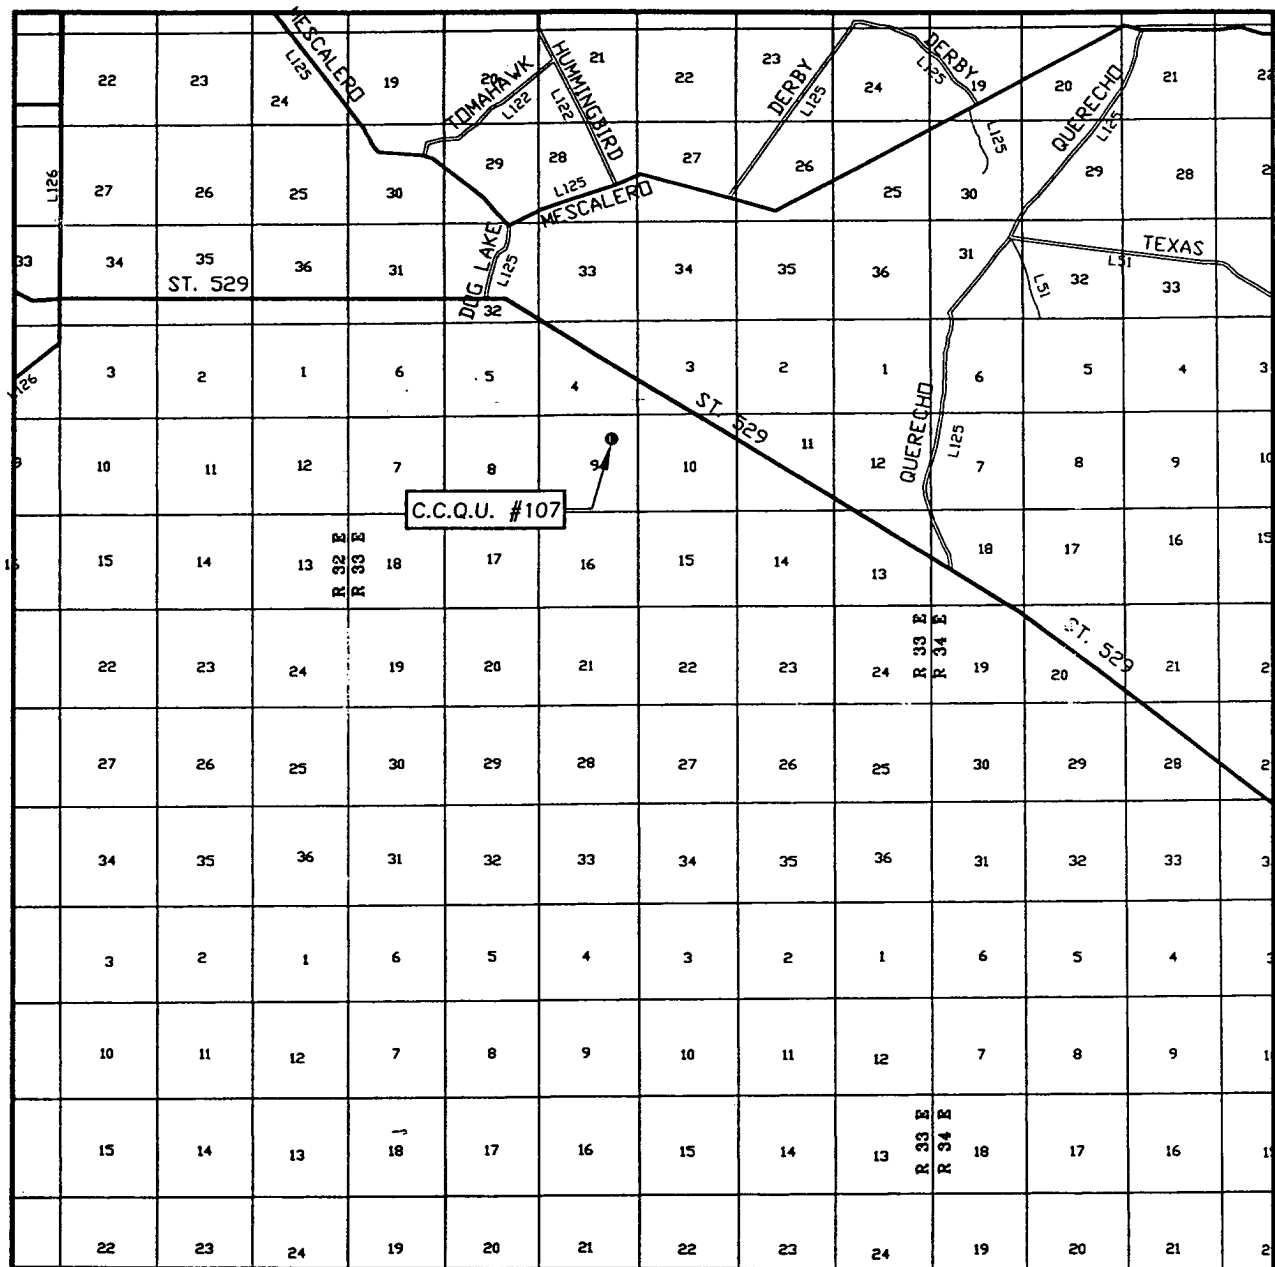 MESCALERO
L125
TOMAHAWK
L122
HUMMINGBIRD
L122
DERBY
L125
DERBY
L125
L125
QUERECHO
L125
22 23 24 19 20 21 22 23 24 19 20 21 22
L126
27 26 25 30 29 28 27 26 25 30 29 28
L125
MESCALERO
33 34 35 36 31 32 33 34 35 36 31 32 33
ST. 529
DOG LAKE
L125
TEXAS
L51
L51
L126
3 2 1 6 5 4 3 2 1 6 5 4 3
ST. 529
QUERECHO
L125
9 10 11 12 7 8 9 10 11 12 7 8 9 10
C.C.Q.U. #107
16 15 14 13 18 17 16 15 14 13 18 17 16 15
R 32 E
R 33 E
R 33 E
R 34 E
ST. 529
22 23 24 19 20 21 22 23 24 19 20 21
27 26 25 30 29 28 27 26 25 30 29 28
34 35 36 31 32 33 34 35 36 31 32 33
3 2 1 6 5 4 3 2 1 6 5 4
10 11 12 7 8 9 10 11 12 7 8 9
15 14 13 18 17 16 15 14 13 18 17 16
R 33 E
R 34 E
22 23 24 19 20 21 22 23 24 19 20 21